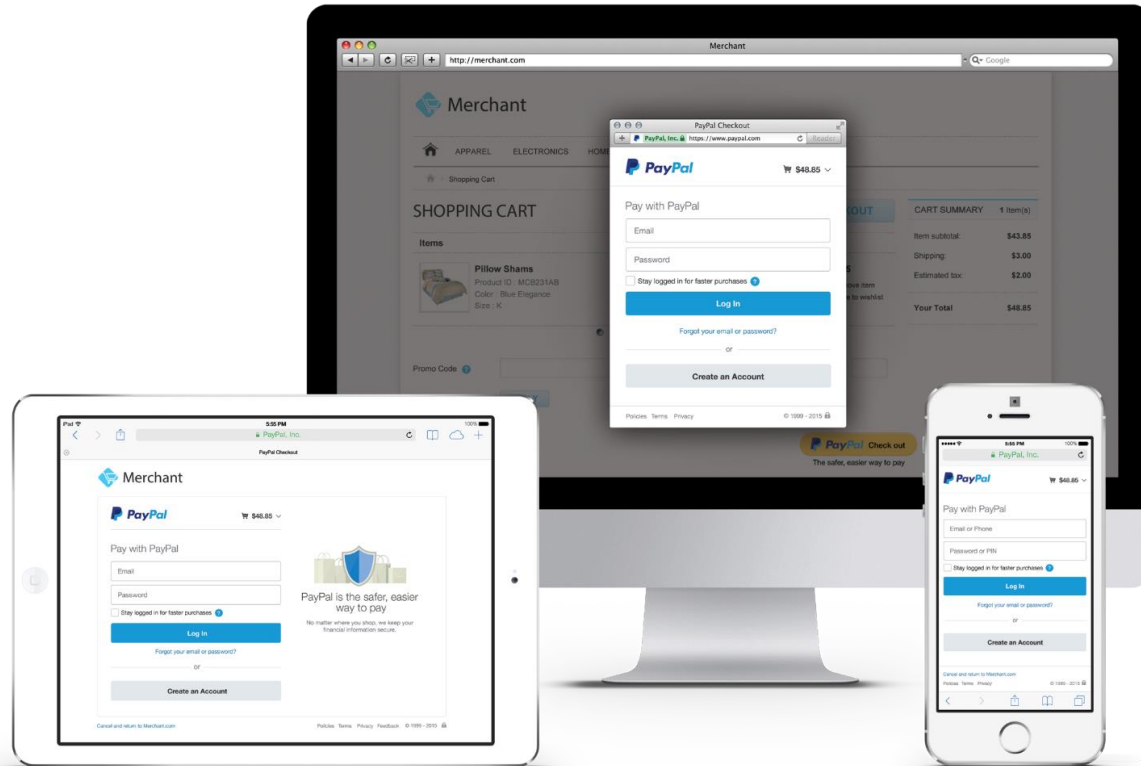 Merchant
http://merchant.com
Google
Merchant
APPAREL ELECTRONICS
Shopping Cart
SHOPPING CART
CART SUMMARY 1 Item(s)
Items
Item subtotal: $43.85
Pillow Shams
Shipping: $3.00
Product ID : MCB231AB
Estimated tax: $2.00
Color : Blue Elegance
Size : K
Your Total $48.85
Promo Code ?
PayPal Check out
The safer, easier way to pay
PayPal Checkout
PayPal, Inc. https://www.paypal.com Reader
PayPal $48.85
Pay with PayPal
Email
Password
Stay logged in for faster purchases ?
Log In
Forgot your email or password?
or
Create an Account
Policies Terms Privacy © 1999 - 2015
iPad 5:55 PM 100%
PayPal, Inc.
PayPal Checkout
Merchant
PayPal $48.85
Pay with PayPal
Email
Password
Stay logged in for faster purchases ?
Log In
Forgot your email or password?
or
Create an Account
PayPal is the safer, easier
way to pay
No matter where you shop, we keep your
financial information secure.
Cancel and return to Merchant.com
Policies Terms Privacy Feedback © 1999 - 2015
5:55 PM 100%
PayPal, Inc.
PayPal $48.85
Pay with PayPal
Email or Phone
Password or PIN
Stay logged in for faster purchases ?
Log In
Forgot your email or password?
or
Create an Account
Cancel and return to Merchant.com
Policies Terms Privacy © 1999 - 2015